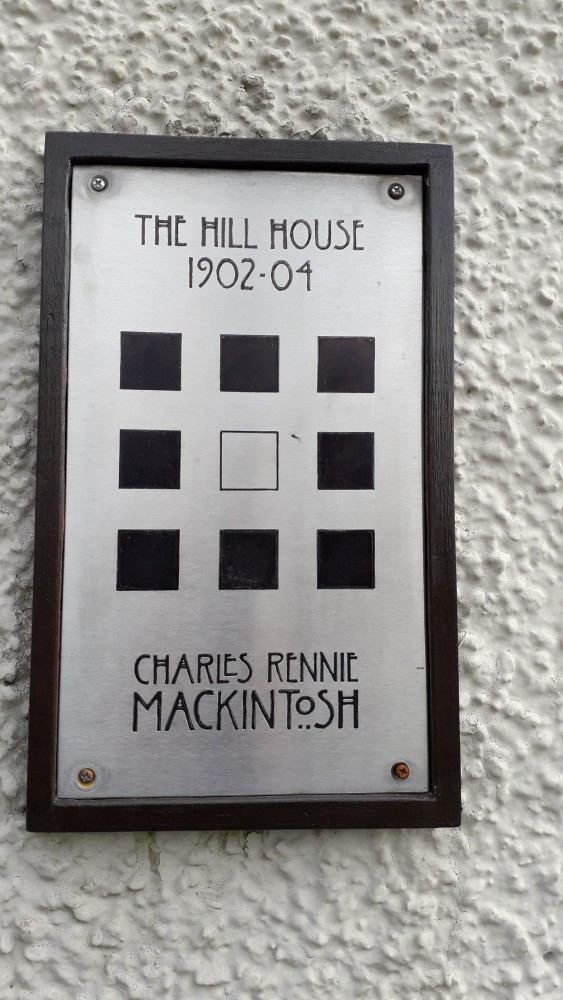 THE HILL HOUSE
1902-04
CHARLES RENNIE
MACKINTOSH